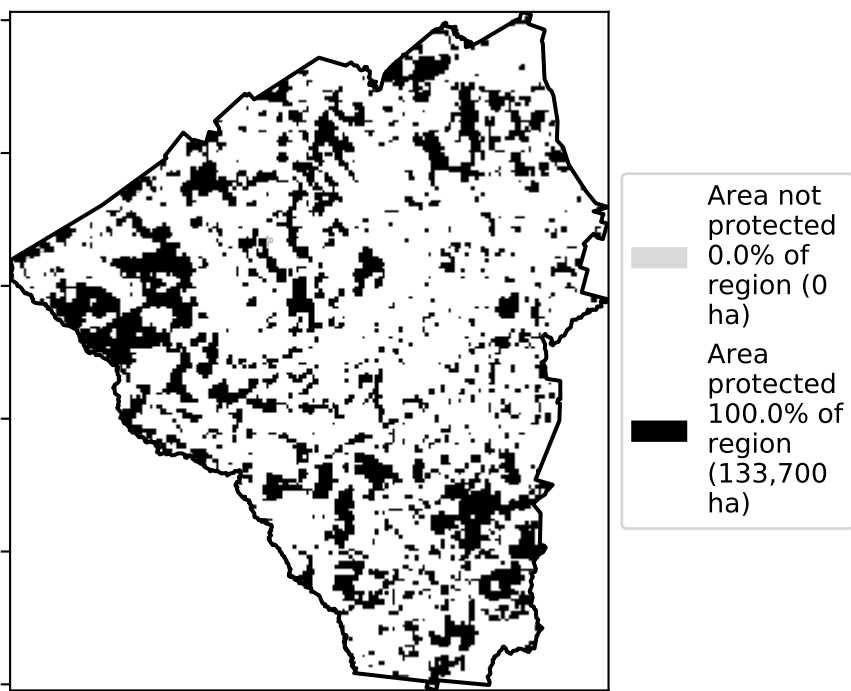 Area not
protected
0.0% of
region (0
ha)
Area
protected
100.0% of
region
(133,700
ha)